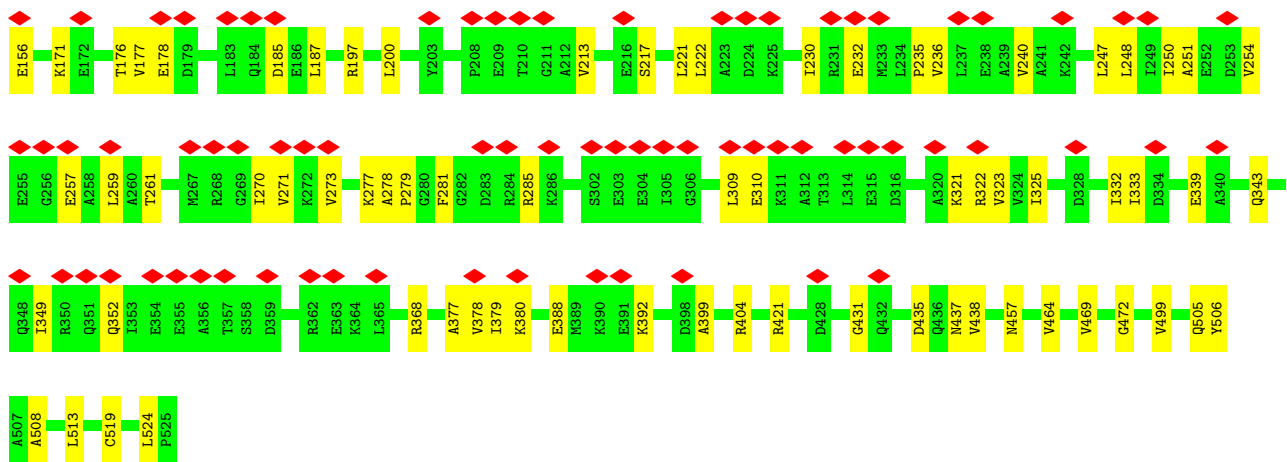 E156 K171 E172 T176 V177 E178 D179 L183 Q184 D185 E186 L187 R197 L200 Y203 P208 E209 T210 G211 A212 V213 E216 S217 L221 L222 A223 D224 K225 I230 R231 E232 M233 L234 P235 V236 L237 E238 A239 V240 A241 K242 L247 L248 I249 I250 A251 E252 D253 V254
E255 G256 E257 A258 L259 A260 T261 M267 R268 G269 I270 V271 K272 V273 K277 A278 P279 G280 F281 G282 D283 R284 R285 K286 S302 E303 E304 I305 G306 L309 E310 K311 A312 T313 L314 E315 D316 A320 K321 R322 V323 V324 I325 D328 I332 I333 D334 E339 A340 Q343
Q348 I349 R350 Q351 Q352 I353 E354 E355 A356 T357 S358 D359 R362 E363 K364 L365 R368 A377 V378 I379 K380 E388 M389 K390 E391 K392 D398 A399 R404 R421 D428 G431 Q432 D435 Q436 N437 V438 N457 V464 V469 G472 V499 Q505 Y506
A507 A508 L513 C519 L524 P525